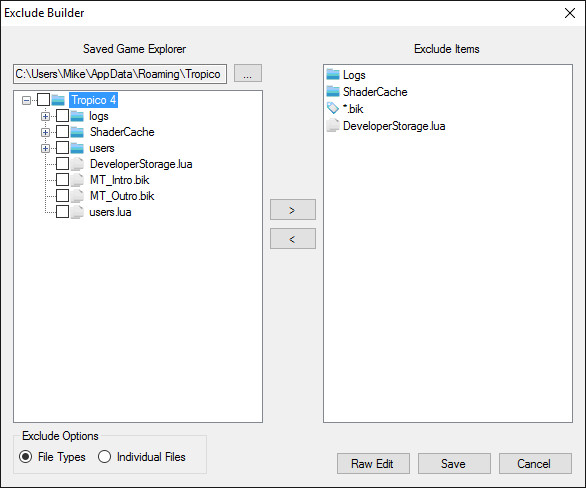 Exclude Builder
Saved Game Explorer
C:\Users\Mike\AppData\Roaming\Tropico
...
Tropico 4
logs
ShaderCache
users
DeveloperStorage.lua
MT_Intro.bik
MT_Outro.bik
users.lua
>
<
Exclude Items
Logs
ShaderCache
*.bik
DeveloperStorage.lua
Exclude Options
File Types
Individual Files
Raw Edit
Save
Cancel